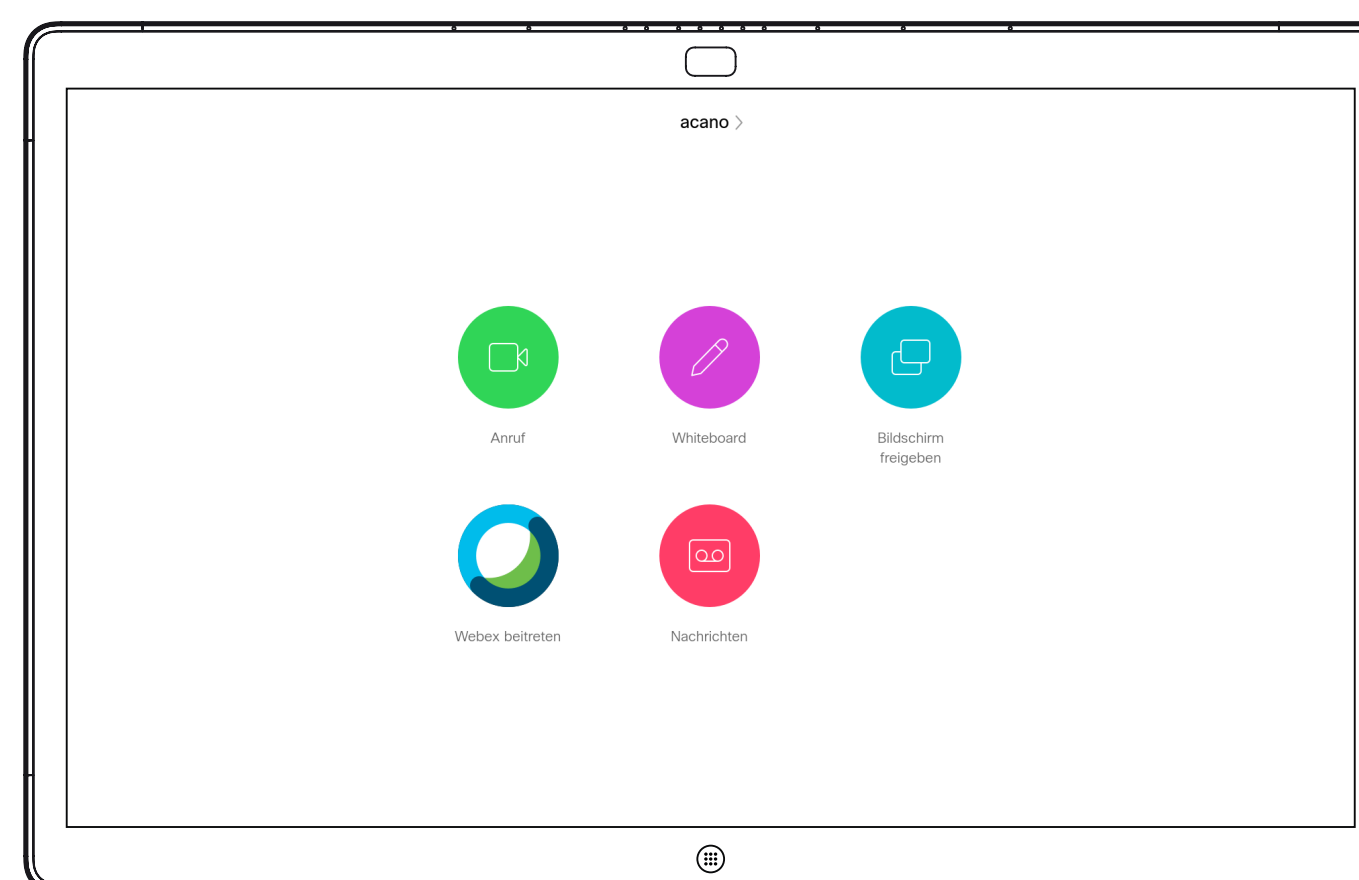 acano
Anruf
Whiteboard
Bildschirm
freigeben
Webex beitreten
Nachrichten